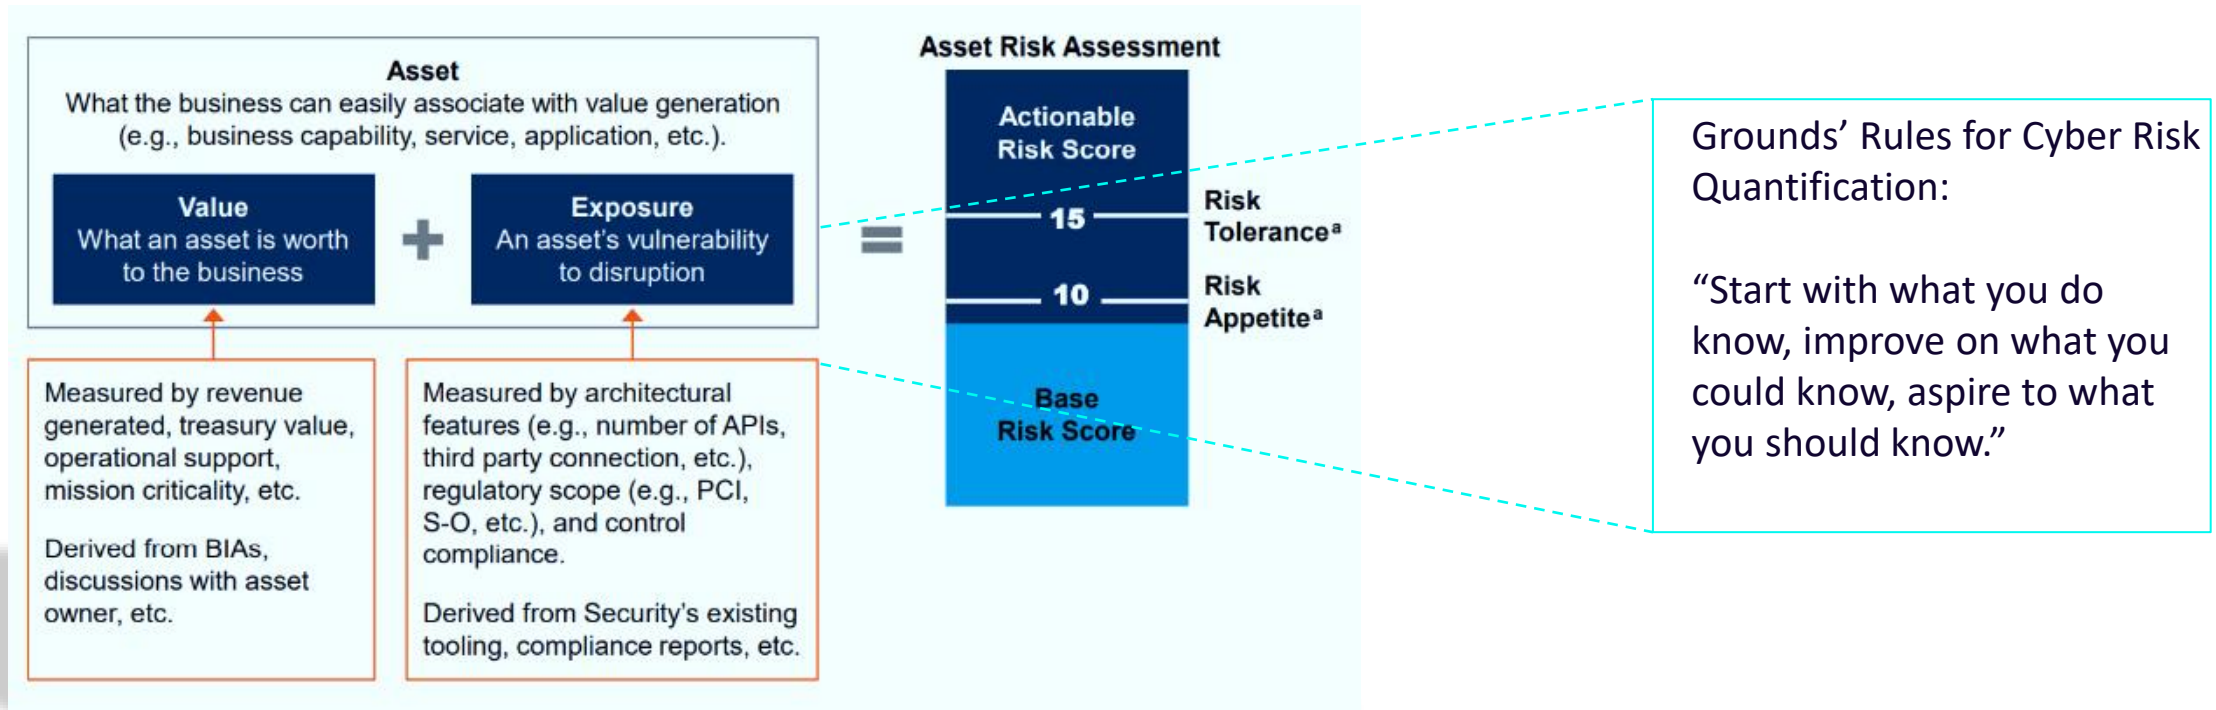 Asset
What the business can easily associate with value generation
(e.g., business capability, service, application, etc.).
Value
What an asset is worth
to the business
Exposure
An asset's vulnerability
to disruption
Measured by revenue
generated, treasury value,
operational support,
mission criticality, etc.
Derived from BIAs,
discussions with asset
owner, etc.
Measured by architectural
features (e.g., number of APIs,
third party connection, etc.),
regulatory scope (e.g., PCI,
S-O, etc.), and control
compliance.
Derived from Security's existing
tooling, compliance reports, etc.
Asset Risk Assessment
Actionable
Risk Score
15
Risk
Toleranceᵃ
10
Risk
Appetiteᵃ
Base
Risk Score
Grounds’ Rules for Cyber Risk
Quantification:
“Start with what you do
know, improve on what you
could know, aspire to what
you should know.”